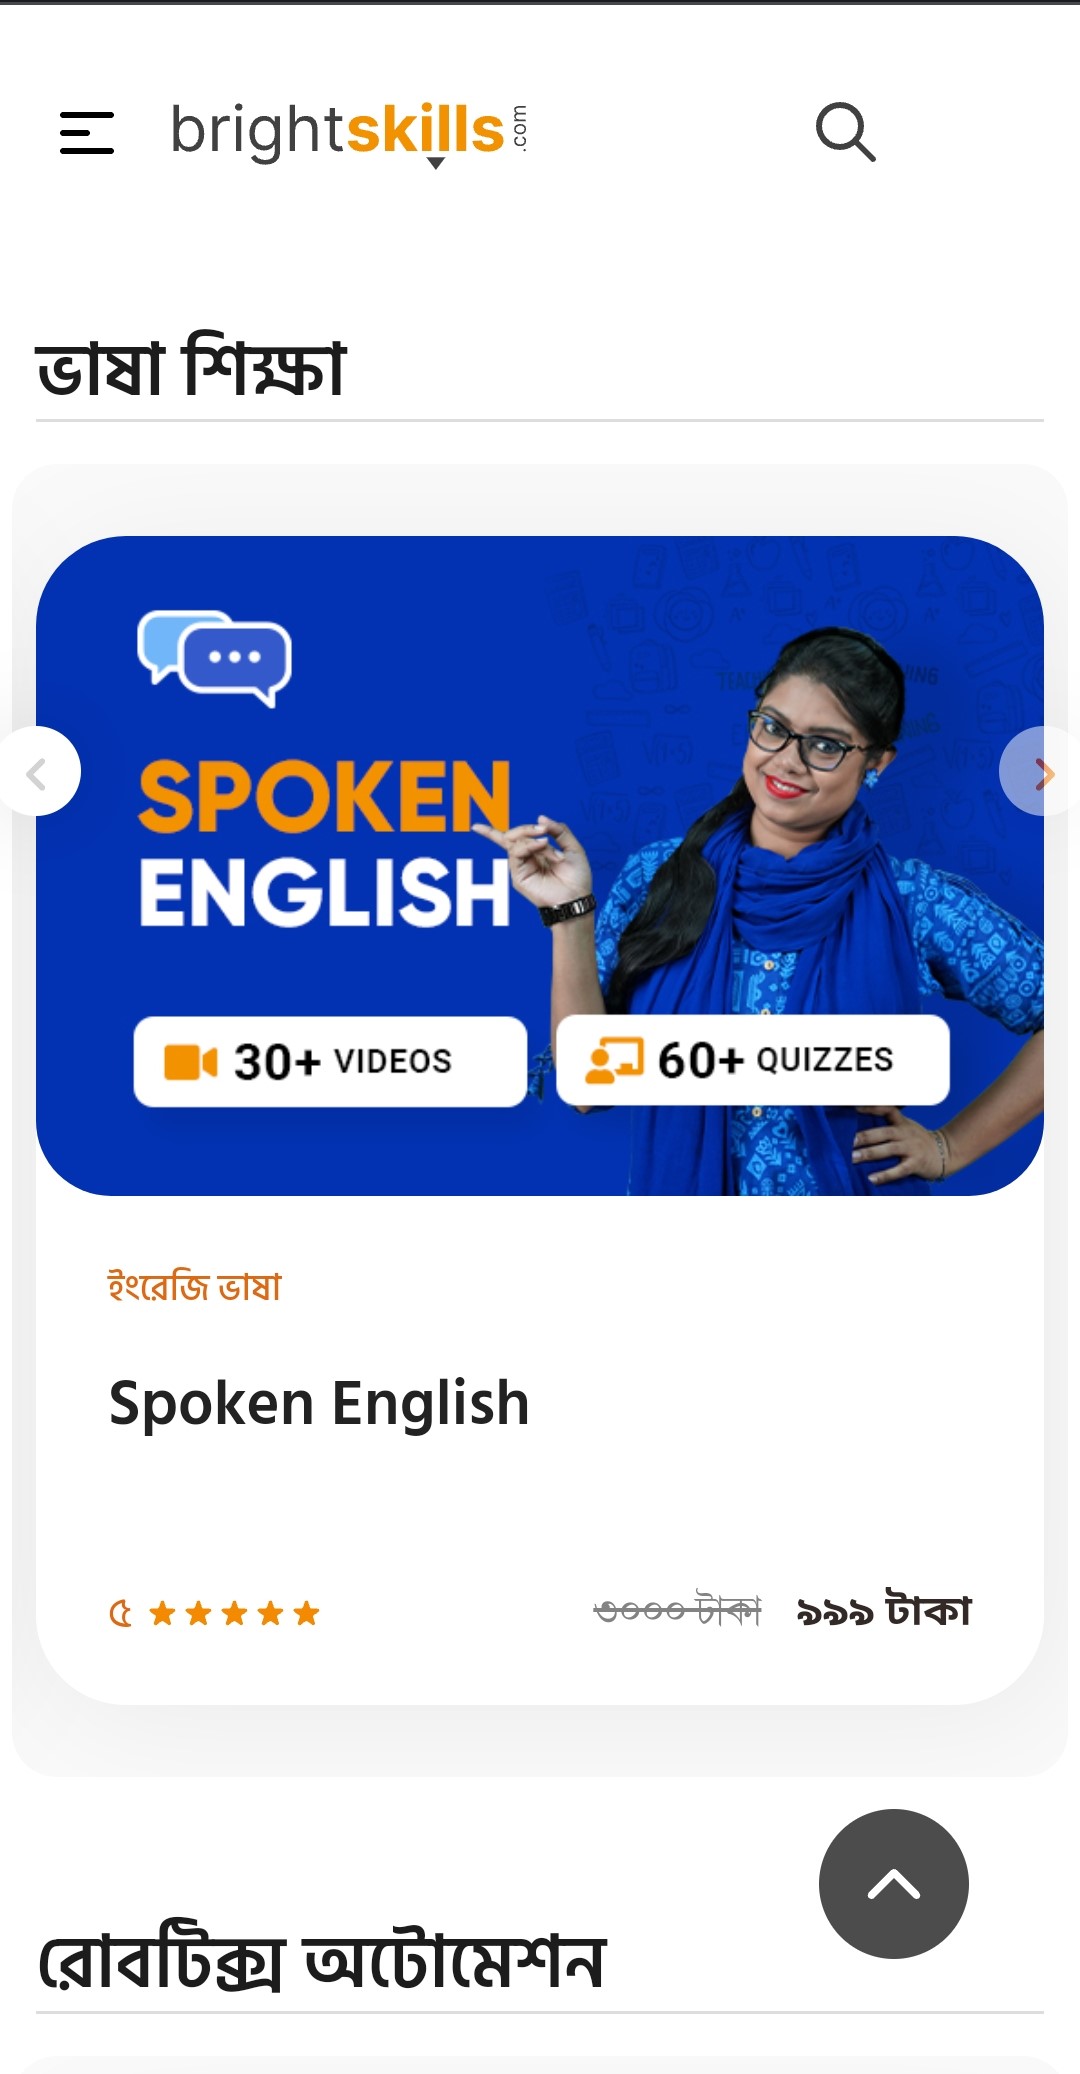 brightskills.com
ভাষা শিক্ষা
SPOKEN
ENGLISH
30+ VIDEOS
60+ QUIZZES
ইংরেজি ভাষা
Spoken English
৫
৩০০০ টাকা ৯৯৯ টাকা
রোবটিক্স অটোমেশন